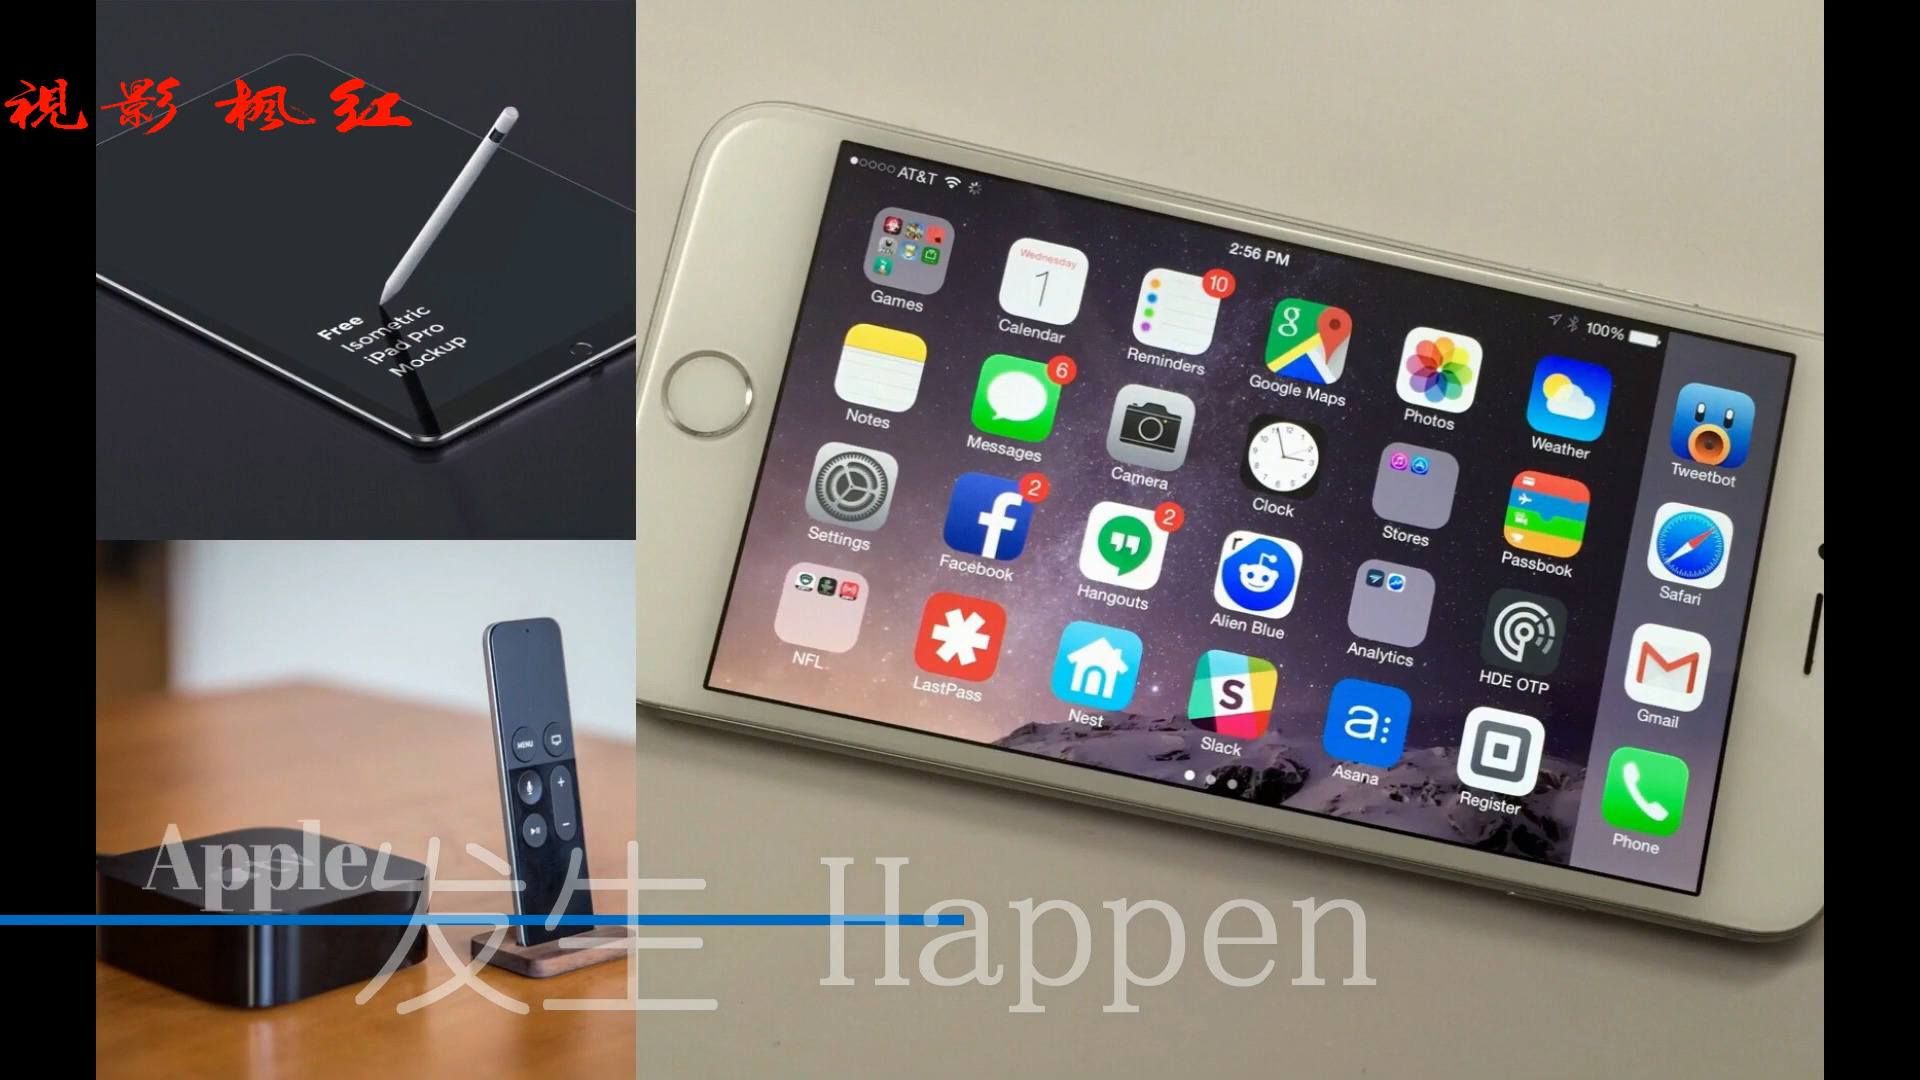 視影楓红
Free
Isometric
iPad Pro
Mockup
AT&T
2:56 PM
100%
Games
Wednesday
1
Calendar
10
Reminders
g
Google Maps
Photos
Weather
Tweetbot
Notes
6
Messages
Camera
Clock
Stores
Passbook
Safari
Settings
2
Facebook
2
Hangouts
Alien Blue
Analytics
HDE OTP
Gmail
NFL
LastPass
Nest
S
Slack
a:
Asana
Register
Phone
MENU
Apple
发生 Happen